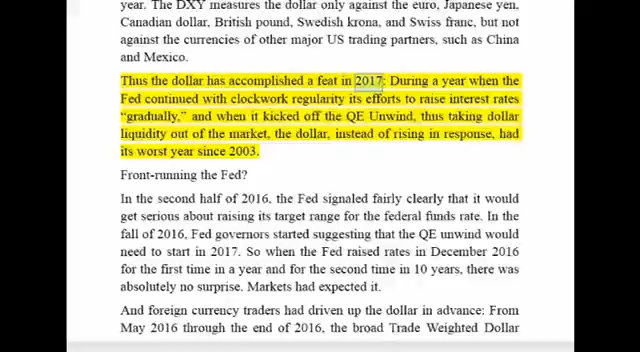 year. The DXY measures the dollar only against the euro, Japanese yen,
Canadian dollar, British pound, Swedish krona, and Swiss franc, but not
against the currencies of other major US trading partners, such as China
and Mexico.
Thus the dollar has accomplished a feat in 2017: During a year when the
Fed continued with clockwork regularity its efforts to raise interest rates
“gradually,” and when it kicked off the QE Unwind, thus taking dollar
liquidity out of the market, the dollar, instead of rising in response, had
its worst year since 2003.
Front-running the Fed?
In the second half of 2016, the Fed signaled fairly clearly that it would
get serious about raising its target range for the federal funds rate. In the
fall of 2016, Fed governors started suggesting that the QE unwind would
need to start in 2017. So when the Fed raised rates in December 2016
for the first time in a year and for the second time in 10 years, there was
absolutely no surprise. Markets had expected it.
And foreign currency traders had driven up the dollar in advance: From
May 2016 through the end of 2016, the broad Trade Weighted Dollar